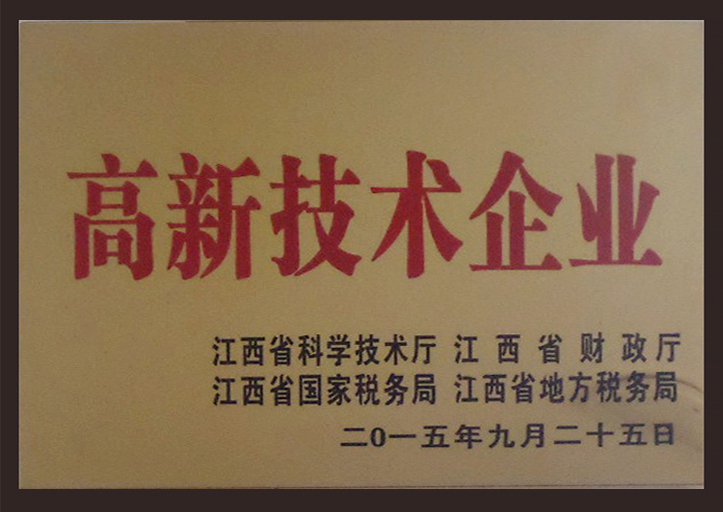 高新技术企业
江西省科学技术厅 江西省财政厅
江西省国家税务局 江西省地方税务局
二0一五年九月二十五日